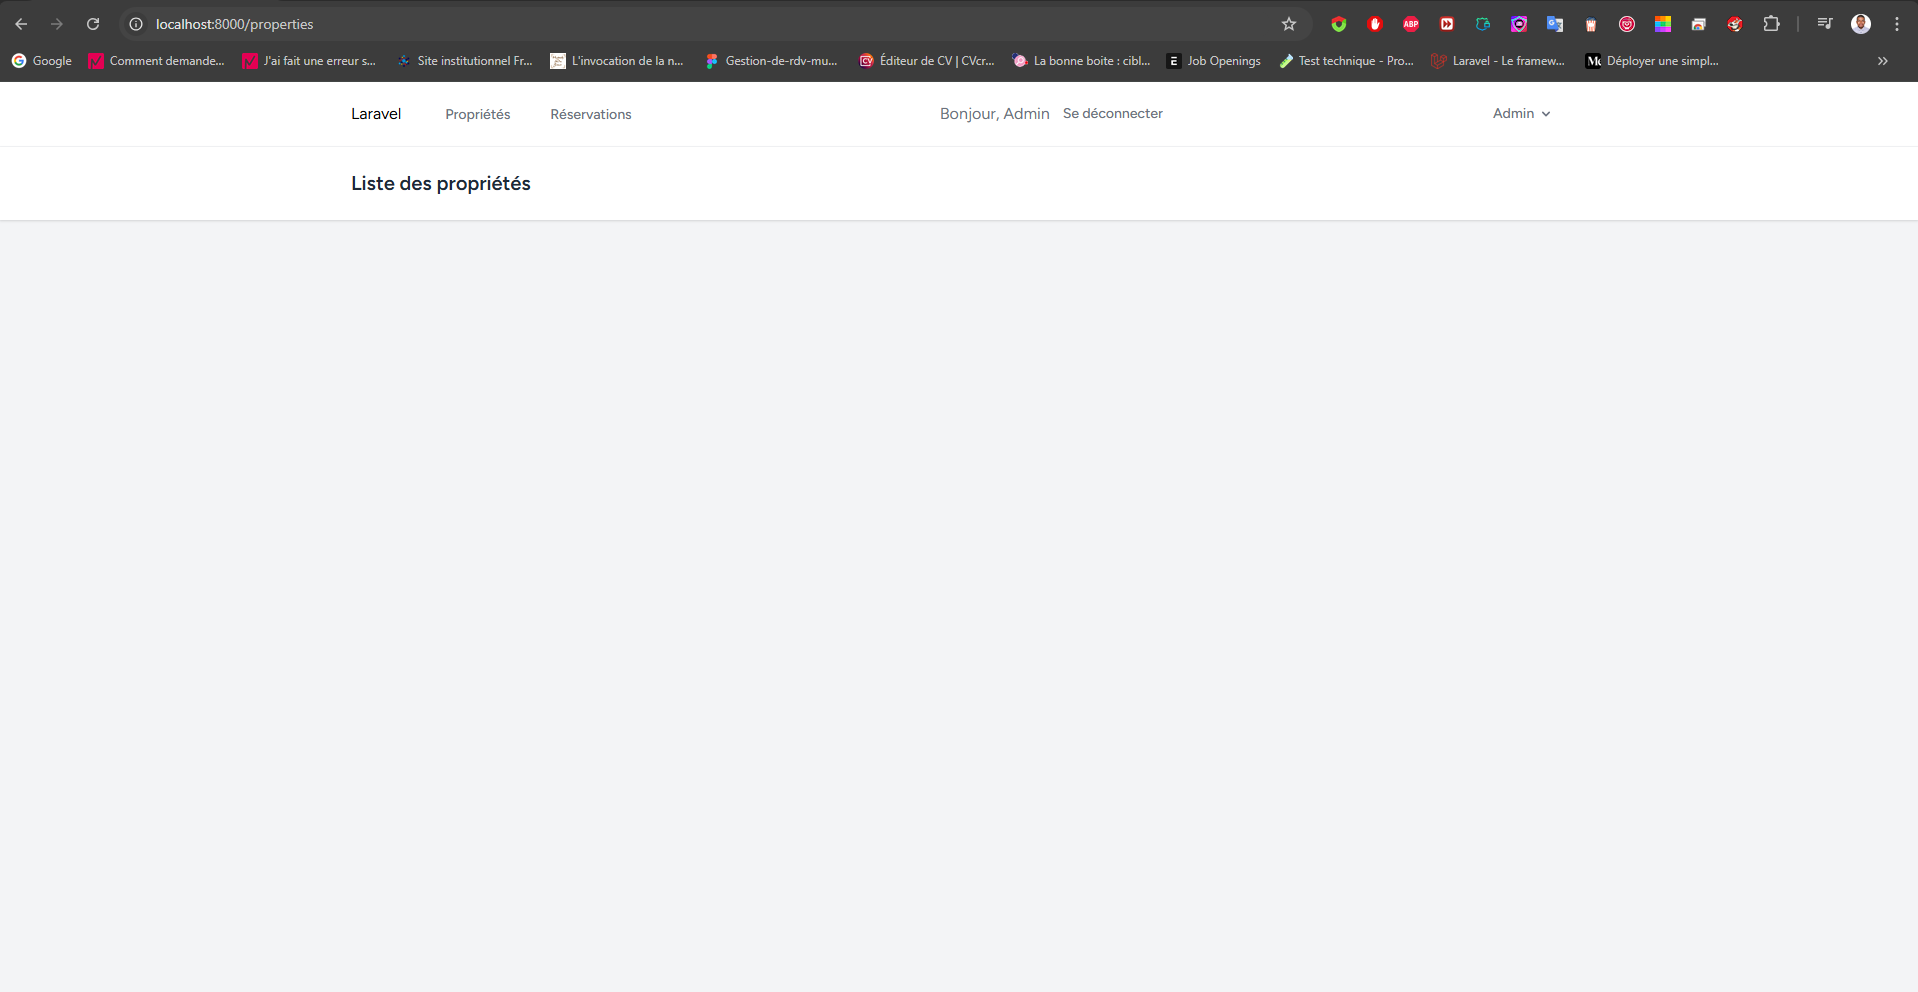 localhost:8000/properties
Google Comment demande... J'ai fait une erreur s... Site institutionnel Fr... L'invocation de la n... Gestion-de-rdv-mu... CV Éditeur de CV | CVcr... La bonne boite : cibl... E Job Openings Test technique - Pro... Laravel - Le framew... Déployer une simpl...
Laravel Propriétés Réservations Bonjour, Admin Se déconnecter Admin
Liste des propriétés